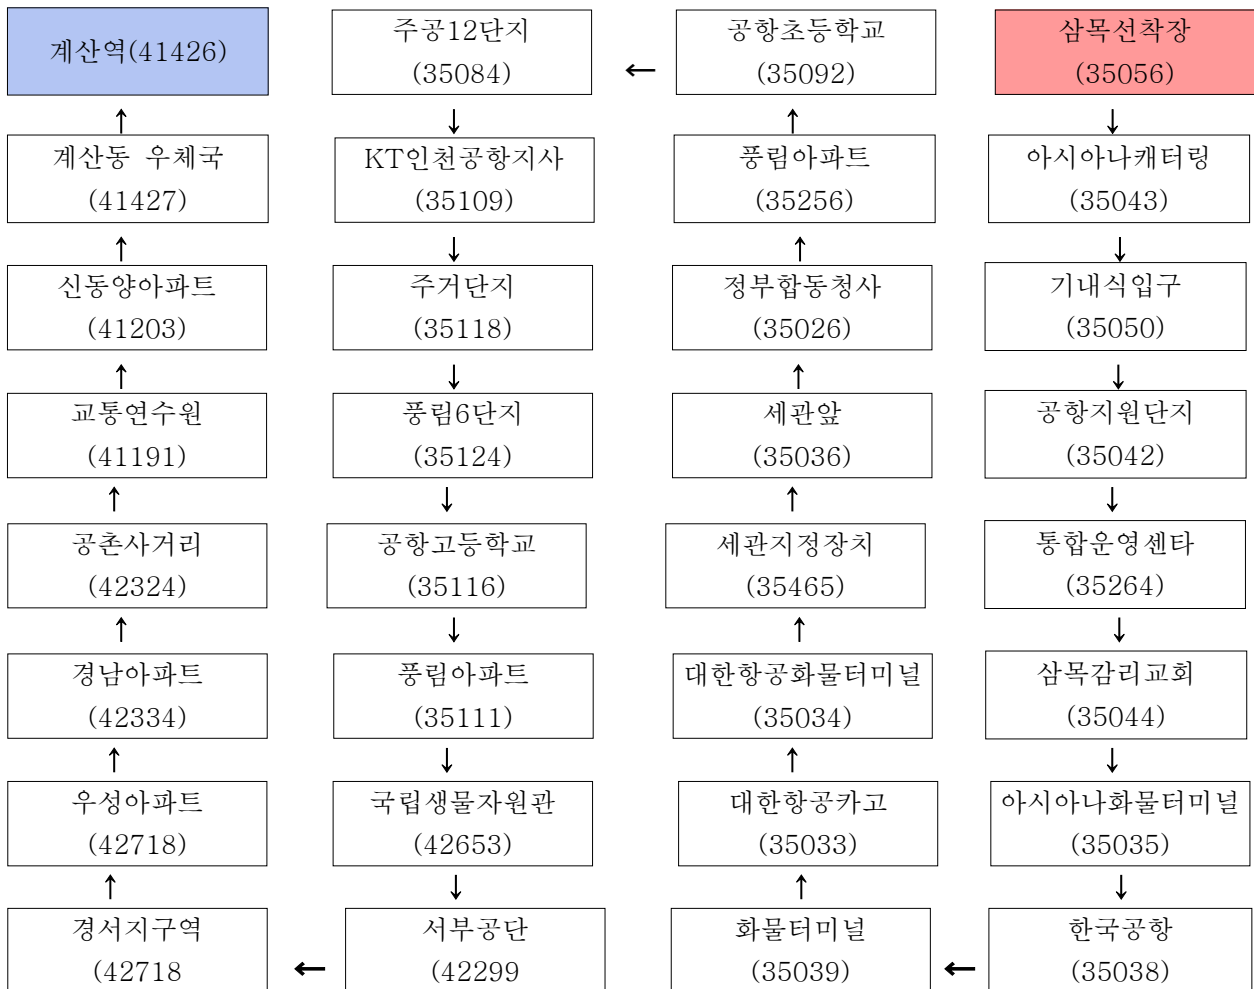 계산역(41426)
주공12단지
(35084)
←
공항초등학교
(35092)
삼목선착장
(35056)
↑
↓
↑
↓
계산동 우체국
(41427)
KT인천공항지사
(35109)
풍림아파트
(35256)
아시아나캐터링
(35043)
↑
↓
↑
↓
신동양아파트
(41203)
주거단지
(35118)
정부합동청사
(35026)
기내식입구
(35050)
↑
↓
↑
↓
교통연수원
(41191)
풍림6단지
(35124)
세관앞
(35036)
공항지원단지
(35042)
↑
↓
↑
↓
공촌사거리
(42324)
공항고등학교
(35116)
세관지정장치
(35465)
통합운영센타
(35264)
↑
↓
↑
↓
경남아파트
(42334)
풍림아파트
(35111)
대한항공화물터미널
(35034)
삼목감리교회
(35044)
↑
↓
↑
↓
우성아파트
(42718)
국립생물자원관
(42653)
대한항공카고
(35033)
아시아나화물터미널
(35035)
↑
↓
↑
↓
경서지구역
(42718
←
서부공단
(42299
화물터미널
(35039)
←
한국공항
(35038)